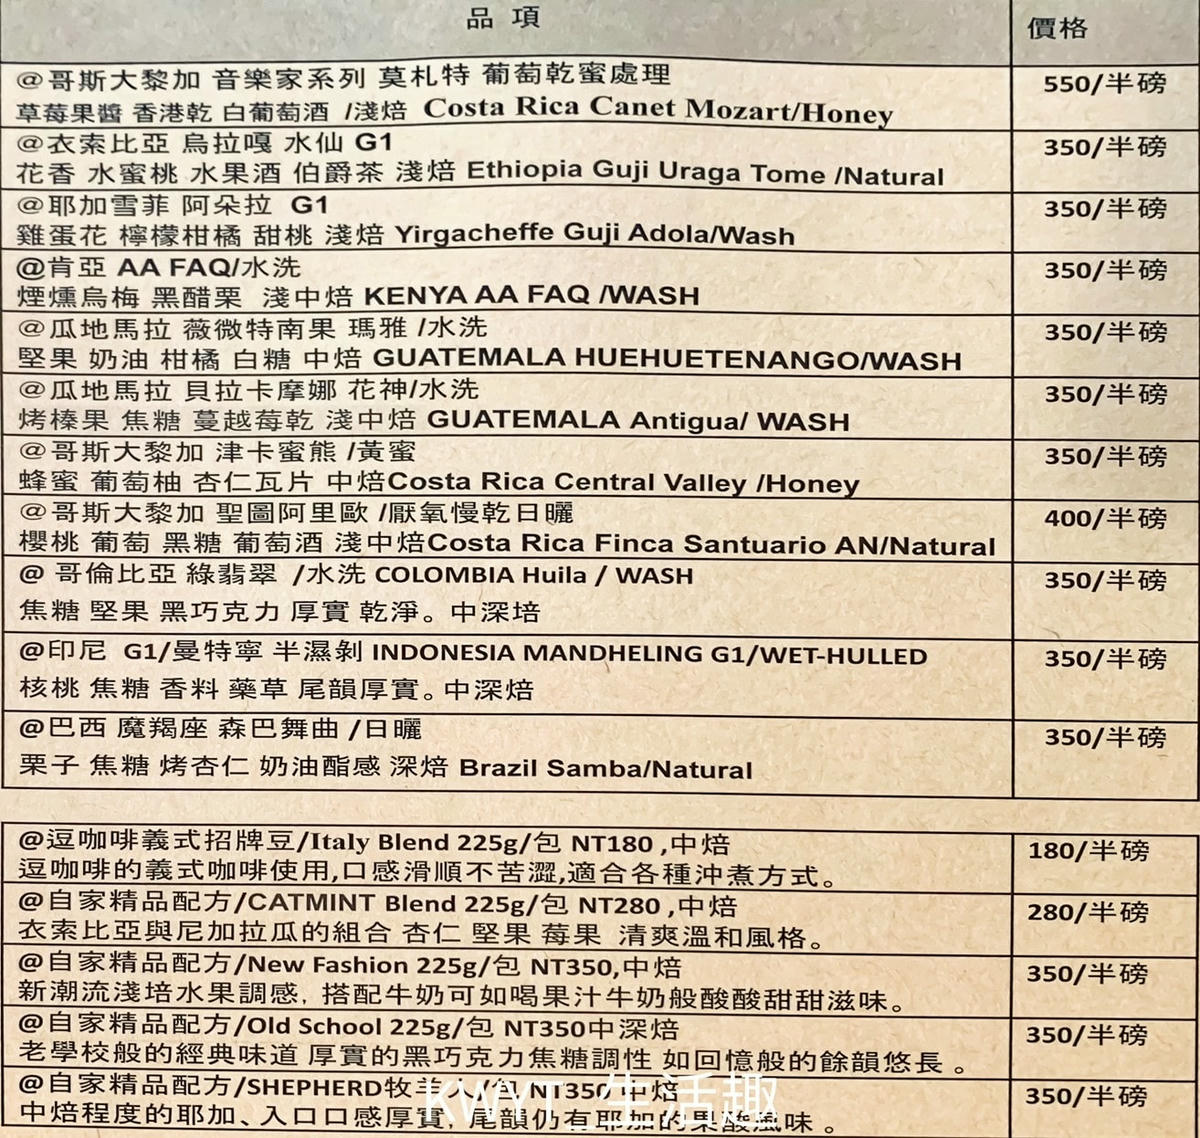 品 項
價格
@哥斯大黎加 音樂家系列 莫札特 葡萄乾蜜處理
550/半磅
草莓果醬 香港乾 白葡萄酒 /淺焙 Costa Rica Canet Mozart/Honey
@衣索比亞 烏拉嘎 水仙 G1
350/半磅
花香 水蜜桃 水果酒 伯爵茶 淺焙 Ethiopia Guji Uraga Tome /Natural
@耶加雪菲 阿朵拉 G1
350/半磅
雞蛋花 檸檬柑橘 甜桃 淺焙 Yirgacheffe Guji Adola/Wash
@肯亞 AA FAQ/水洗
350/半磅
煙燻烏梅 黑醋栗 淺中焙 KENYA AA FAQ /WASH
@瓜地馬拉 薇微特南果 瑪雅 /水洗
350/半磅
堅果 奶油 柑橘 白糖 中焙 GUATEMALA HUEHUETENANGO/WASH
@瓜地馬拉 貝拉卡摩娜 花神/水洗
350/半磅
烤榛果 焦糖 蔓越莓乾 淺中焙 GUATEMALA Antigua/ WASH
@哥斯大黎加 津卡蜜熊 /黃蜜
350/半磅
蜂蜜 葡萄柚 杏仁瓦片 中焙Costa Rica Central Valley /Honey
@哥斯大黎加 聖圖阿里歐 /厭氧慢乾日曬
400/半磅
櫻桃 葡萄 黑糖 葡萄酒 淺中焙Costa Rica Finca Santuario AN/Natural
@ 哥倫比亞 綠翡翠 /水洗 COLOMBIA Huila / WASH
350/半磅
焦糖 堅果 黑巧克力 厚實 乾淨。中深培
@印尼 G1/曼特寧 半濕剝 INDONESIA MANDHELING G1/WET-HULLED
350/半磅
核桃 焦糖 香料 藥草 尾韻厚實。中深焙
@巴西 魔羯座 森巴舞曲 /日曬
350/半磅
栗子 焦糖 烤杏仁 奶油酯感 深焙 Brazil Samba/Natural
@逗咖啡義式招牌豆/Italy Blend 225g/包 NT180 ,中焙
180/半磅
逗咖啡的義式咖啡使用,口感滑順不苦澀,適合各種沖煮方式。
@自家精品配方/CATMINT Blend 225g/包 NT280 ,中焙
280/半磅
衣索比亞與尼加拉瓜的組合 杏仁 堅果 莓果 清爽溫和風格。
@自家精品配方/New Fashion 225g/包 NT350,中焙
350/半磅
新潮流淺培水果調感, 搭配牛奶可如喝果汁牛奶般酸酸甜甜滋味。
@自家精品配方/Old School 225g/包 NT350中深焙
350/半磅
老學校般的經典味道 厚實的黑巧克力焦糖調性 如回憶般的餘韻悠長。
@自家精品配方/SHEPHERD牧羊人/包 NT350/中焙
350/半磅
中焙程度的耶加、入口口感厚實, 尾韻仍有耶加的果酸風味。
KWYT_生活趣